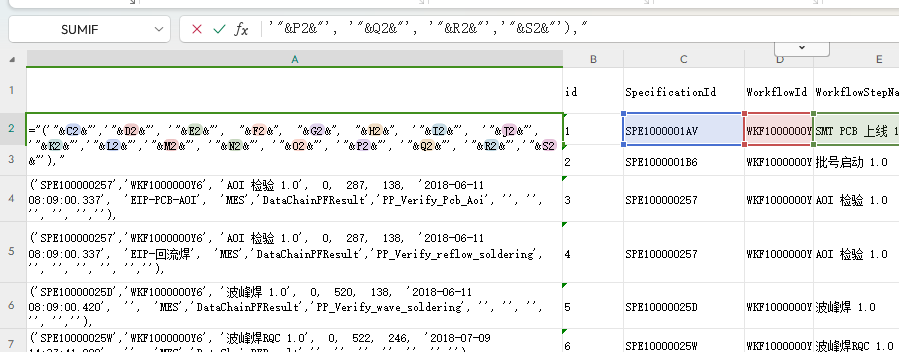 SUMIF
'"&P2&"', '"&Q2&"', '"&R2&"','"&S2&"'),"
A B C D E
1 id SpecificationId WorkflowId WorkflowStepNa
2 ="('"&C2&"','"&D2&"', '"&E2&"', "&F2&", "&G2&", "&H2&", '"&I2&"', '"&J2&"',
'"&K2&"','"&L2&"','"&M2&"', '"&N2&"', '"&O2&"', '"&P2&"', '"&Q2&"', '"&R2&"','"&S2
&"')," 1 SPE1000001AV WKF1000000Y SMT PCB 上线 1
3 2 SPE1000001B6 WKF1000000Y 批号启动 1.0
4 ('SPE100000257','WKF1000000Y6', 'AOI 检验 1.0', 0, 287, 138, '2018-06-11
08:09:00.337', 'EIP-PCB-AOI', 'MES','DataChainPFResult','PP_Verify_Pcb_Aoi', '', '',
'', '', '',''), 3 SPE100000257 WKF1000000Y AOI 检验 1.0
5 ('SPE100000257','WKF1000000Y6', 'AOI 检验 1.0', 0, 287, 138, '2018-06-11
08:09:00.337', 'EIP-回流焊', 'MES','DataChainPFResult','PP_Verify_reflow_soldering',
'', '', '', '', '',''), 4 SPE100000257 WKF1000000Y AOI 检验 1.0
6 ('SPE10000025D','WKF1000000Y6', '波峰焊 1.0', 0, 520, 138, '2018-06-11
08:09:00.420', '', 'MES','DataChainPFResult','PP_Verify_wave_soldering', '', '', '',
'', '',''), 5 SPE10000025D WKF1000000Y 波峰焊 1.0
7 ('SPE10000025W','WKF1000000Y6', '波峰焊RQC 1.0', 0, 522, 246, '2018-07-09
6 SPE10000025W WKF1000000Y 波峰焊RQC 1.0